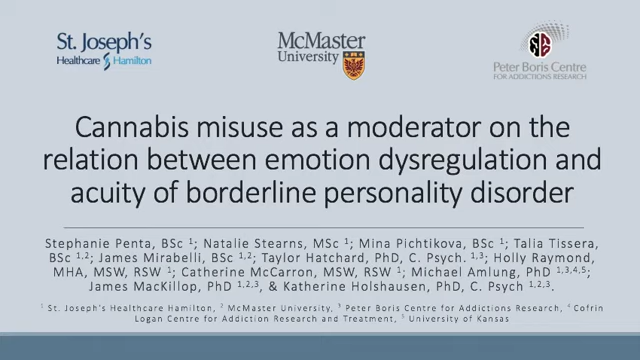 St. Joseph's
Healthcare Hamilton
McMaster
University
Peter Boris Centre
FOR ADDICTIONS RESEARCH
Cannabis misuse as a moderator on the
relation between emotion dysregulation and
acuity of borderline personality disorder
Stephanie Penta, BSc 1; Natalie Stearns, MSc 1; Mina Pichtikova, BSc 1; Talia Tissera,
BSc 1,2; James Mirabelli, BSc 1,2; Taylor Hatchard, PhD, C. Psych. 1,3; Holly Raymond,
MHA, MSW, RSW 1; Catherine McCarron, MSW, RSW 1; Michael Amlung, PhD 1,3,4,5;
James MacKillop, PhD 1,2,3, & Katherine Holshausen, PhD, C. Psych 1,2,3.
1 St. Joseph's Healthcare Hamilton, 2 McMaster University, 3 Peter Boris Centre for Addictions Research, 4 Cofrin
Logan Centre for Addiction Research and Treatment, 5 University of Kansas